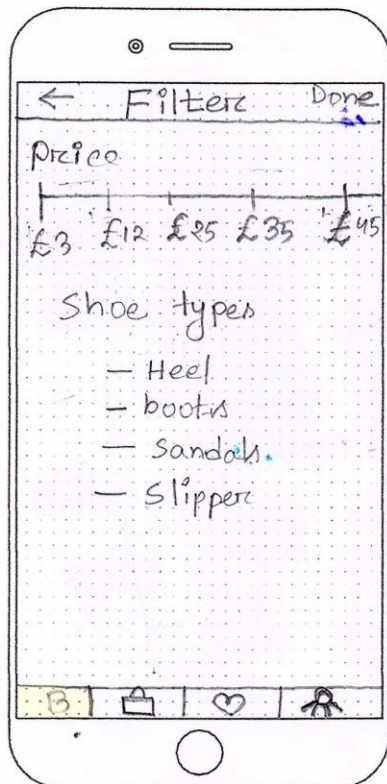 ← Filter Done
Price
£3 £12 £25 £35 £45
Shoe types
— Heel
— boots
— Sandals.
— Slipper
B